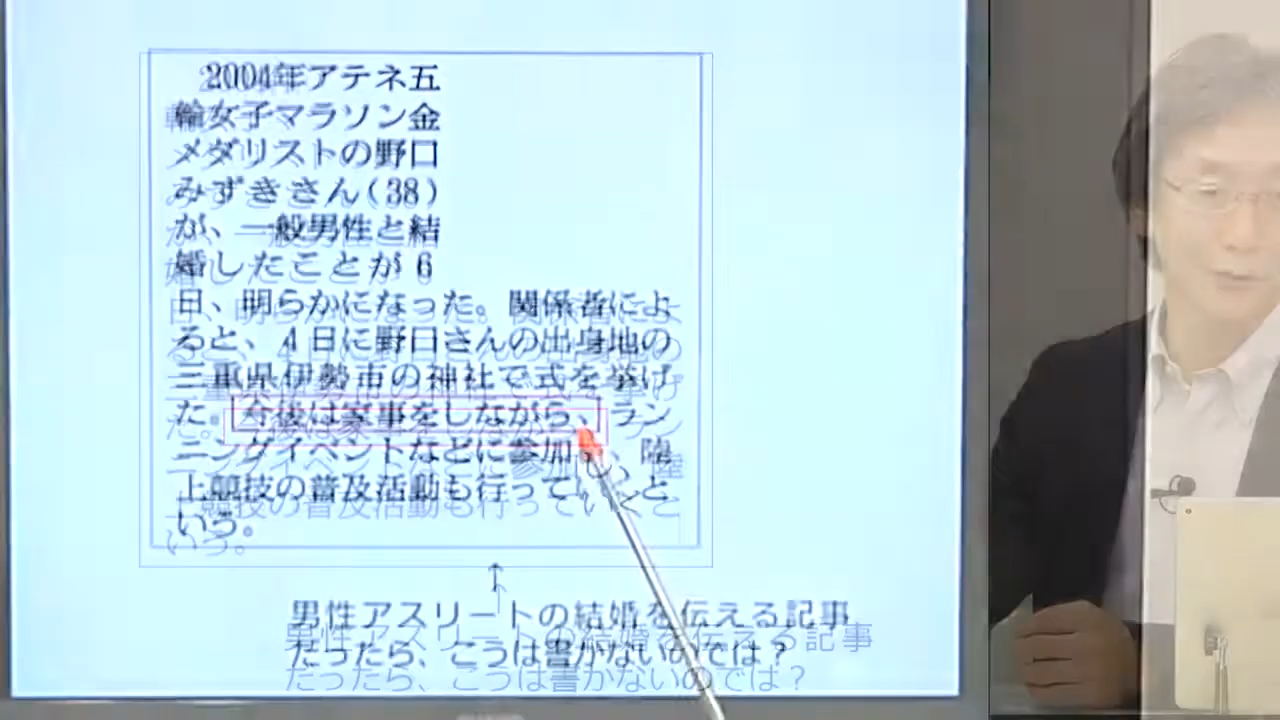 2004年アテネ五
輪女子マラソン金
メダリストの野口
みずきさん(38)
が、一般男性と結
婚したことが6
日、明らかになった。関係者によ
ると、4日に野口さんの出身地の
三重県伊勢市の神社で式を挙げ
た。今後は家事をしながら、ラン
ニングイベントなどに参加し、陸
上競技の普及活動も行っていくと
いう。
↑
男性アスリートの結婚を伝える記事
だったら、こうは書かないのでは？